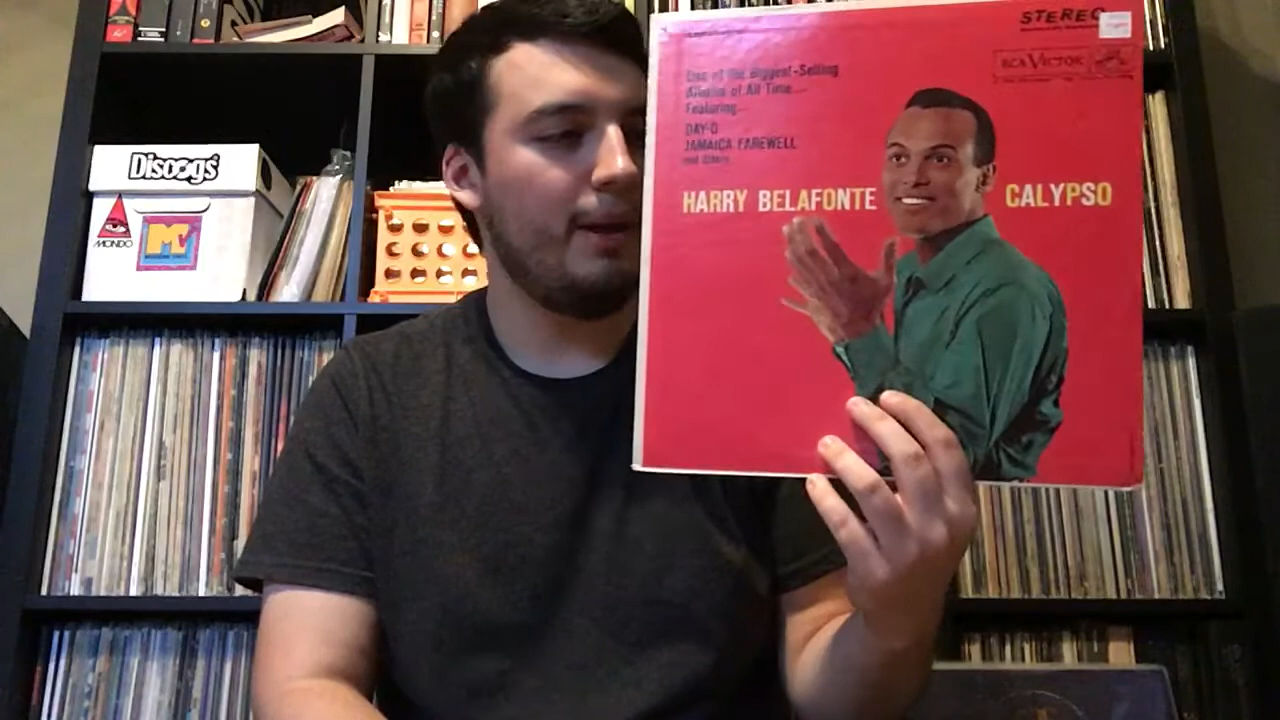 STEREO
RCA VICTOR
One of the Biggest-Selling
Albums of All Time...
Featuring...
DAY-O
JAMAICA FAREWELL
and others
HARRY BELAFONTE CALYPSO
Discogs
MONDO
M